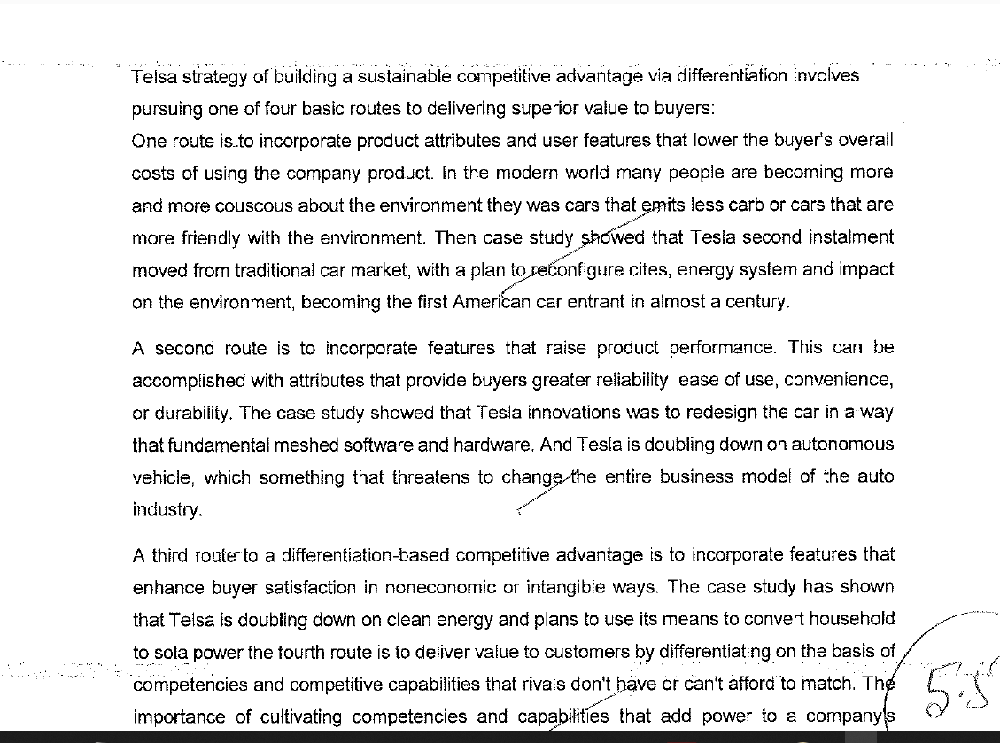 Telsa strategy of building a sustainable competitive advantage via differentiation involves
pursuing one of four basic routes to delivering superior value to buyers:
One route is to incorporate product attributes and user features that lower the buyer's overall
costs of using the company product. In the modern world many people are becoming more
and more couscous about the environment they was cars that emits less carb or cars that are
more friendly with the environment. Then case study showed that Tesla second instalment
moved from traditional car market, with a plan to reconfigure cites, energy system and impact
on the environment, becoming the first American car entrant in almost a century.
A second route is to incorporate features that raise product performance. This can be
accomplished with attributes that provide buyers greater reliability, ease of use, convenience,
or durability. The case study showed that Tesla innovations was to redesign the car in a way
that fundamental meshed software and hardware. And Tesla is doubling down on autonomous
vehicle, which something that threatens to change the entire business model of the auto
industry.
A third route to a differentiation-based competitive advantage is to incorporate features that
enhance buyer satisfaction in noneconomic or intangible ways. The case study has shown
that Telsa is doubling down on clean energy and plans to use its means to convert household
to sola power the fourth route is to deliver value to customers by differentiating on the basis of
competencies and competitive capabilities that rivals don't have or can't afford to match. The
importance of cultivating competencies and capabilities that add power to a company's